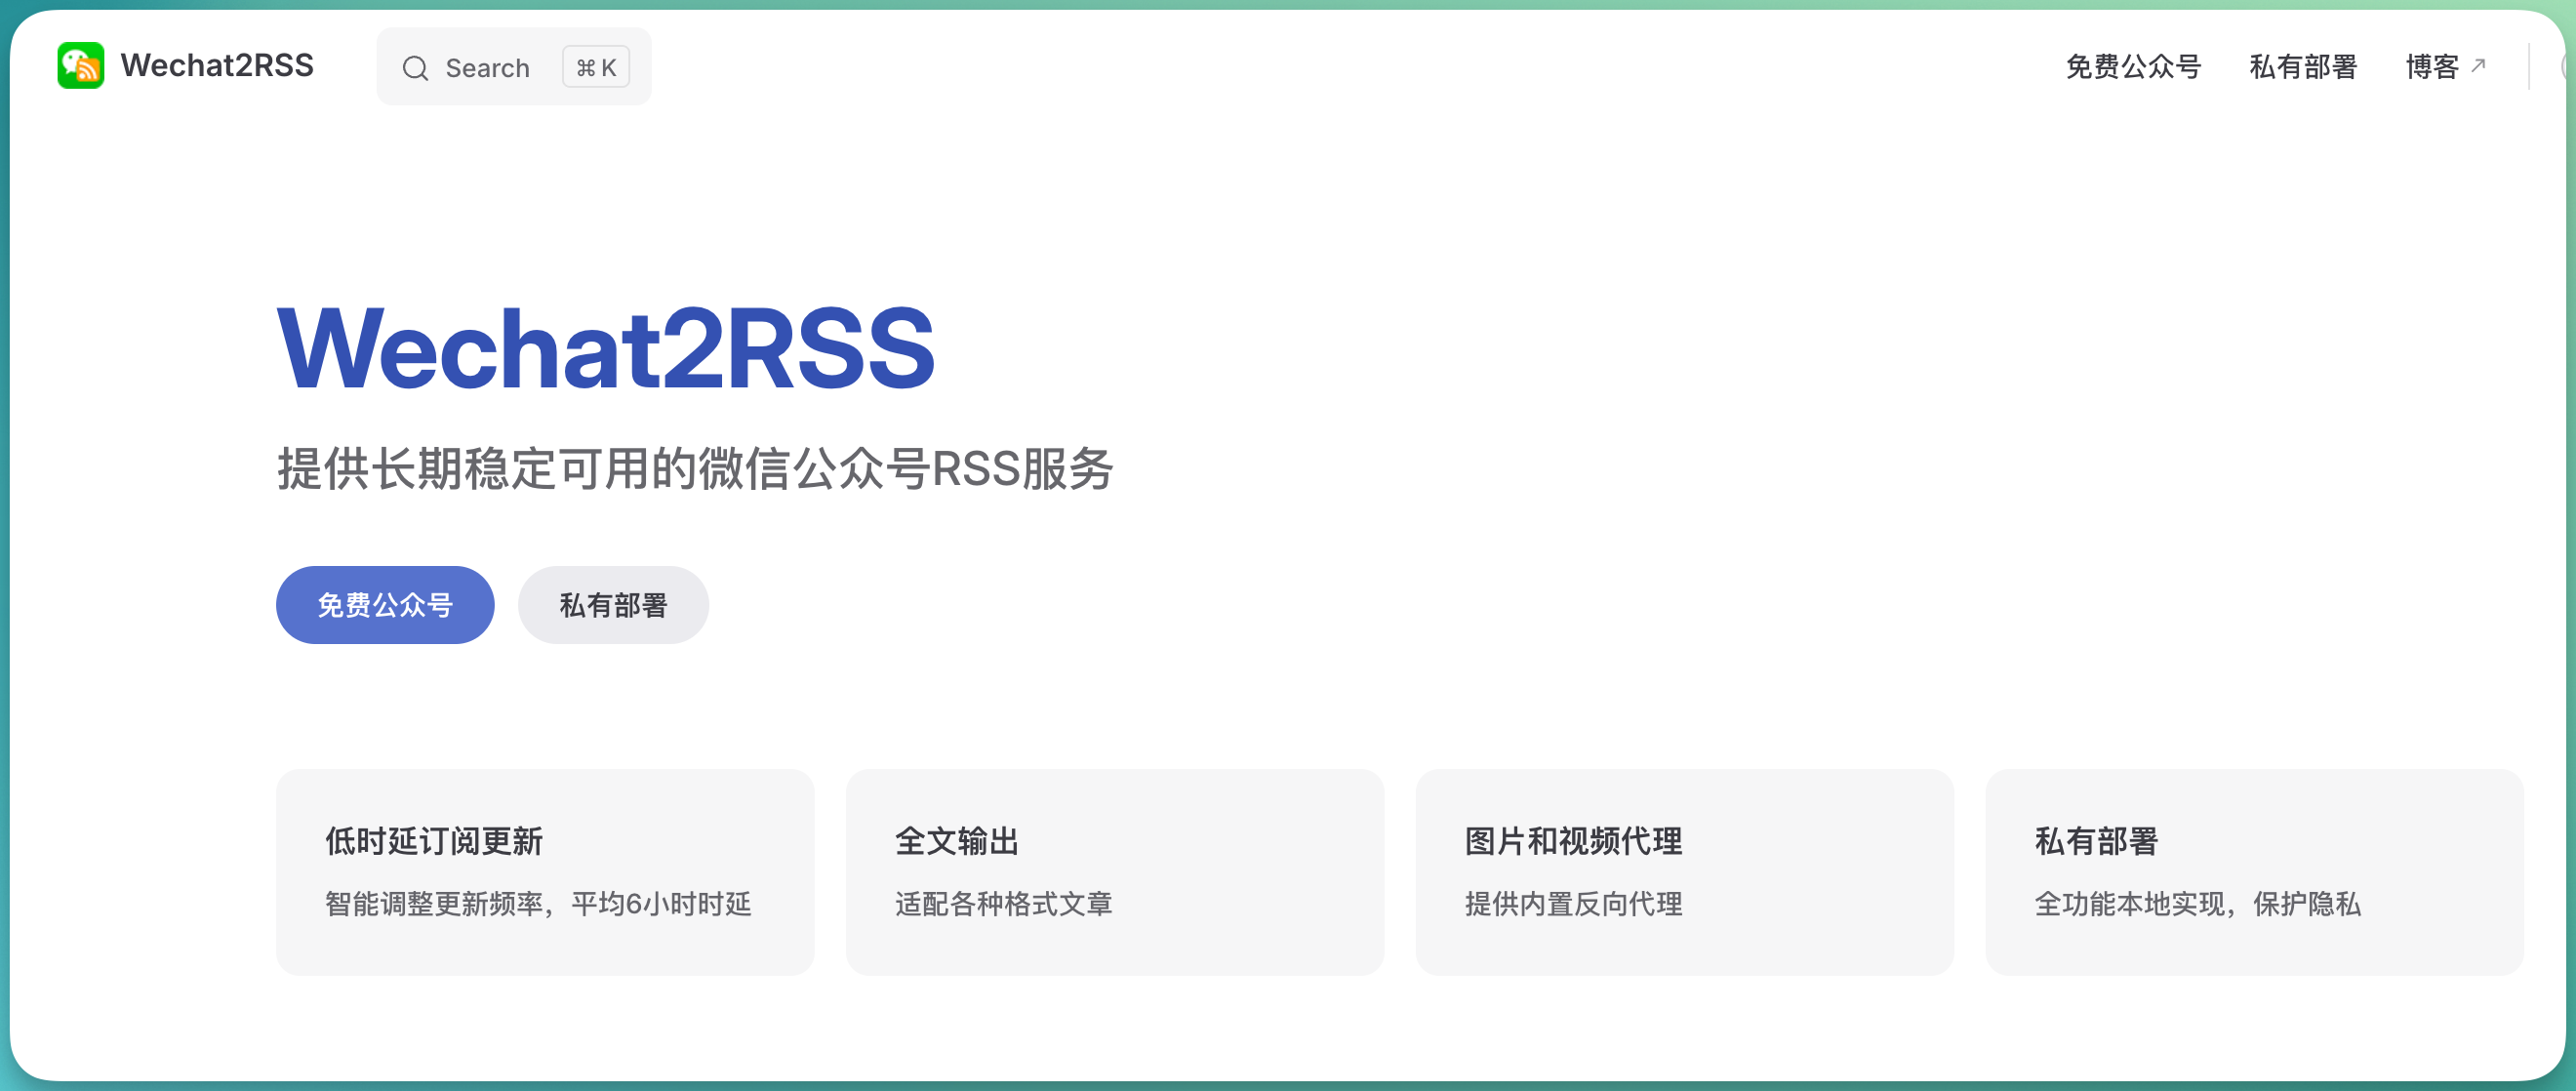 Wechat2RSS
Search
⌘ K
免费公众号
私有部署
博客
Wechat2RSS
提供长期稳定可用的微信公众号RSS服务
免费公众号
私有部署
低时延订阅更新
智能调整更新频率，平均6小时时延
全文输出
适配各种格式文章
图片和视频代理
提供内置反向代理
私有部署
全功能本地实现，保护隐私